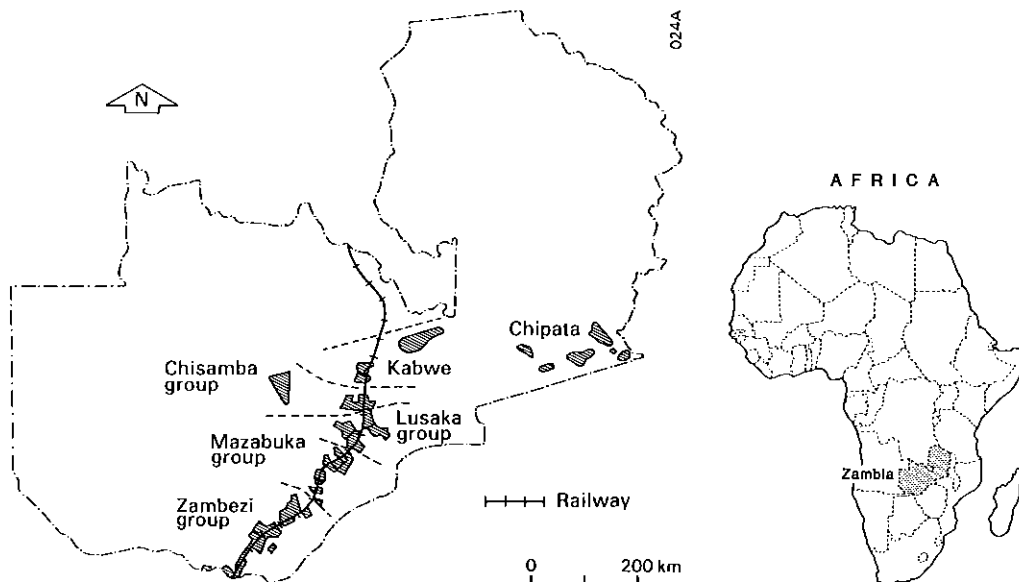 024A
N
AFRICA
Chipata
Chisamba
group
Kabwe
Lusaka
group
Mazabuka
group
Zambia
Zambezi
group
Railway
0 200 km